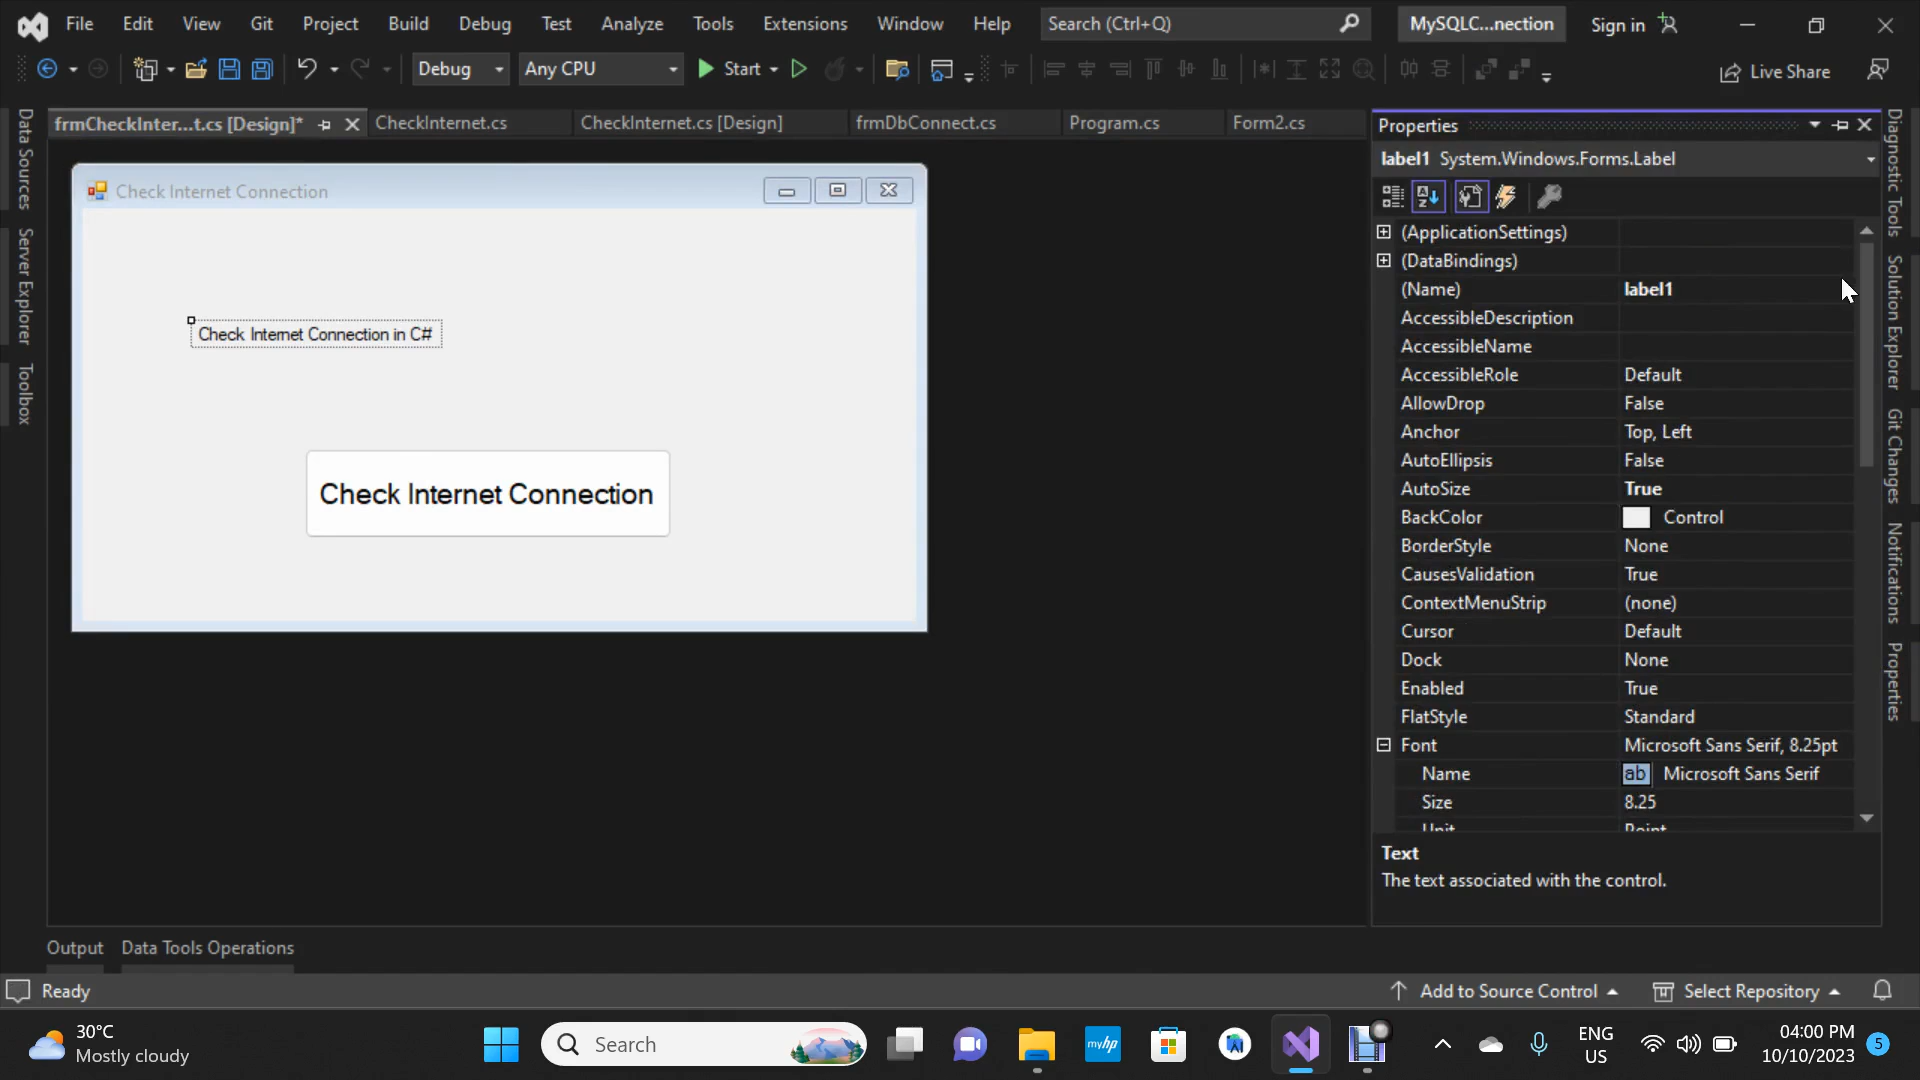 File Edit View Git Project Build Debug Test Analyze Tools Extensions Window Help Search (Ctrl+Q) MySQLC...nection Sign in
Debug Any CPU Start Live Share
frmCheckInter...t.cs [Design]* CheckInternet.cs CheckInternet.cs [Design] frmDbConnect.cs Program.cs Form2.cs
Data Sources
Server Explorer
Toolbox
Check Internet Connection
Check Internet Connection in C#
Check Internet Connection
Properties
label1 System.Windows.Forms.Label
(ApplicationSettings)
(DataBindings)
(Name) label1
AccessibleDescription
AccessibleName
AccessibleRole Default
AllowDrop False
Anchor Top, Left
AutoEllipsis False
AutoSize True
BackColor Control
BorderStyle None
CausesValidation True
ContextMenuStrip (none)
Cursor Default
Dock None
Enabled True
FlatStyle Standard
Font Microsoft Sans Serif, 8.25pt
Name ab Microsoft Sans Serif
Size 8.25
Unit Point
Text
The text associated with the control.
Diagnostic Tools
Solution Explorer
Git Changes
Notifications
Properties
Output Data Tools Operations
Ready Add to Source Control Select Repository
30°C
Mostly cloudy
Search
myhp
ENG
US
04:00 PM
10/10/2023
5